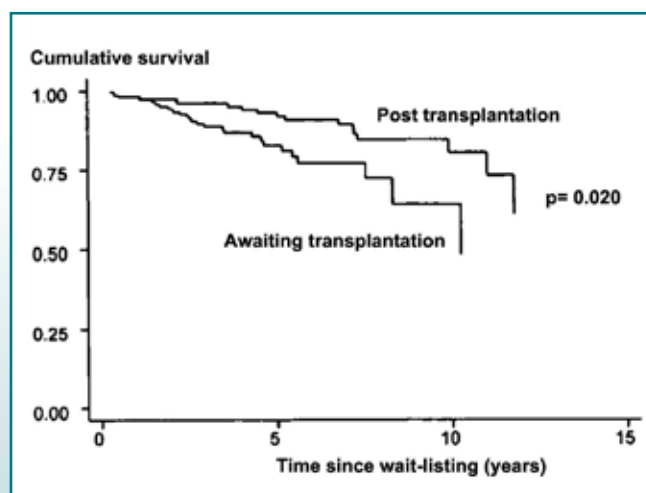 Cumulative survival
1.00
Post transplantation
0.75
p= 0.020
Awaiting transplantation
0.50
0.25
0.00
0 5 10 15
Time since wait-listing (years)